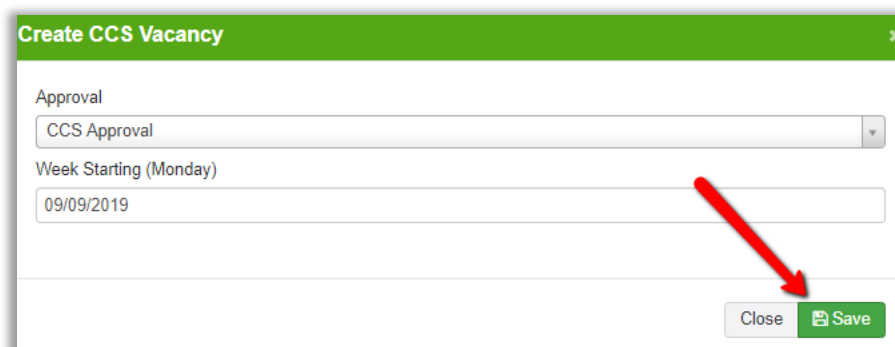 Create CCS Vacancy
Approval
CCS Approval
Week Starting (Monday)
09/09/2019
Close Save